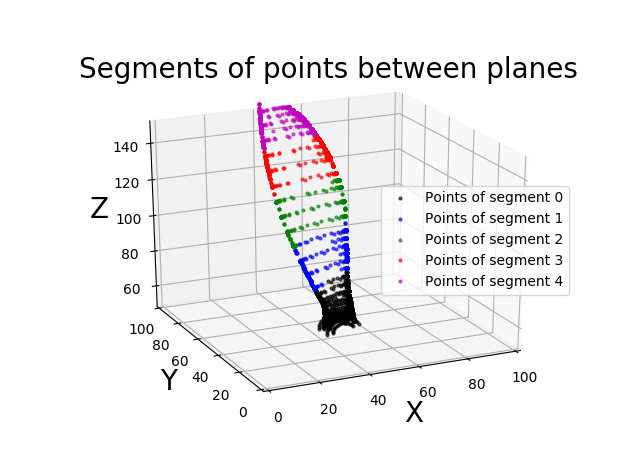 Segments of points between planes
Points of segment 0
Points of segment 1
Points of segment 2
Points of segment 3
Points of segment 4
Z
140
120
100
80
60
Y
100
80
60
40
20
0
X
0
20
40
60
80
100